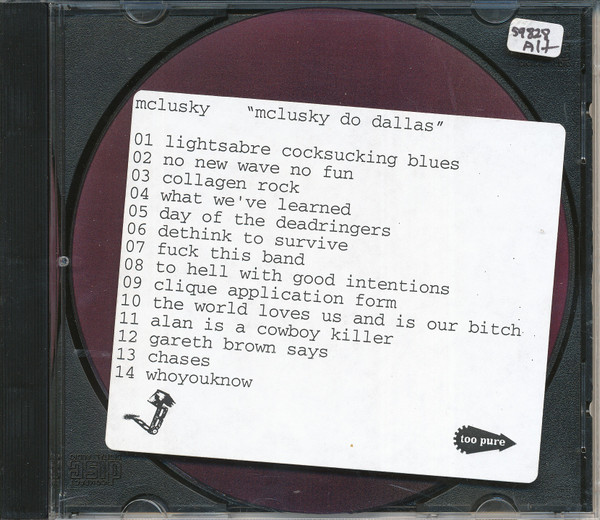 59829
Alt
mclusky "mclusky do dallas"
01 lightsabre cocksucking blues
02 no new wave no fun
03 collagen rock
04 what we've learned
05 day of the deadringers
06 dethink to survive
07 fuck this band
08 to hell with good intentions
09 clique application form
10 the world loves us and is our bitch
11 alan is a cowboy killer
12 gareth brown says
13 chases
14 whoyouknow
too pure